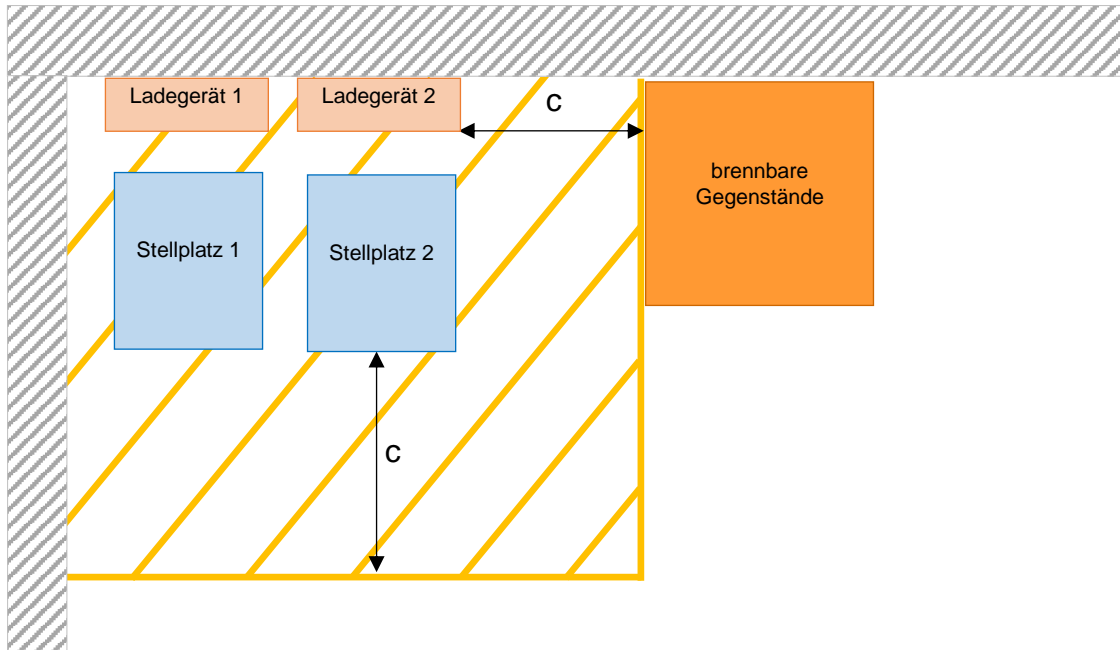 Ladegerät 1
Ladegerät 2
c
brennbare
Gegenstände
Stellplatz 1
Stellplatz 2
c